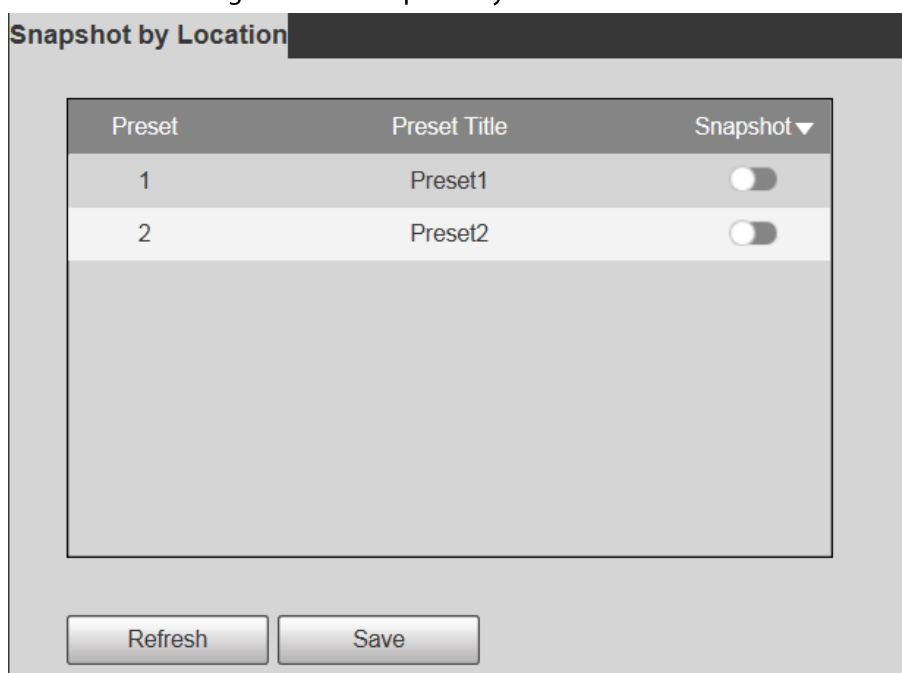 Snapshot by Location
Preset Preset Title Snapshot
1 Preset1
2 Preset2
Refresh Save